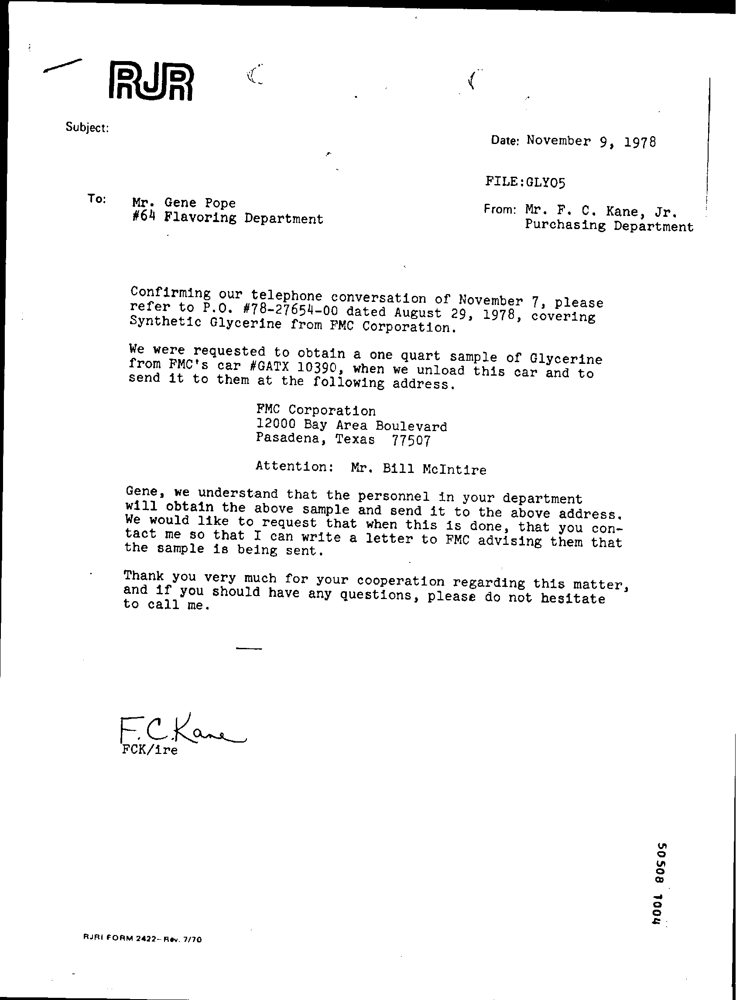 RJR
Subject:
Date: November 9, 1978
FILE:GLY05
To: Mr. Gene Pope
#64 Flavoring Department
From: Mr. F. C. Kane, Jr.
Purchasing Department
Confirming our telephone conversation of November 7, please
refer to P.O. #78-27654-00 dated August 29, 1978, covering
Synthetic Glycerine from FMC Corporation.
We were requested to obtain a one quart sample of Glycerine
from FMC's car #GATX 10390, when we unload this car and to
send it to them at the following address.
FMC Corporation
12000 Bay Area Boulevard
Pasadena, Texas 77507
Attention: Mr. Bill McIntire
Gene, we understand that the personnel in your department
will obtain the above sample and send it to the above address.
We would like to request that when this is done, that you con-
tact me so that I can write a letter to FMC advising them that
the sample is being sent.
Thank you very much for your cooperation regarding this matter,
and if you should have any questions, please do not hesitate
to call me.
F.C.Kane
FCK/ire
50508 1004
RJRI FORM 2422–Rev. 7/70